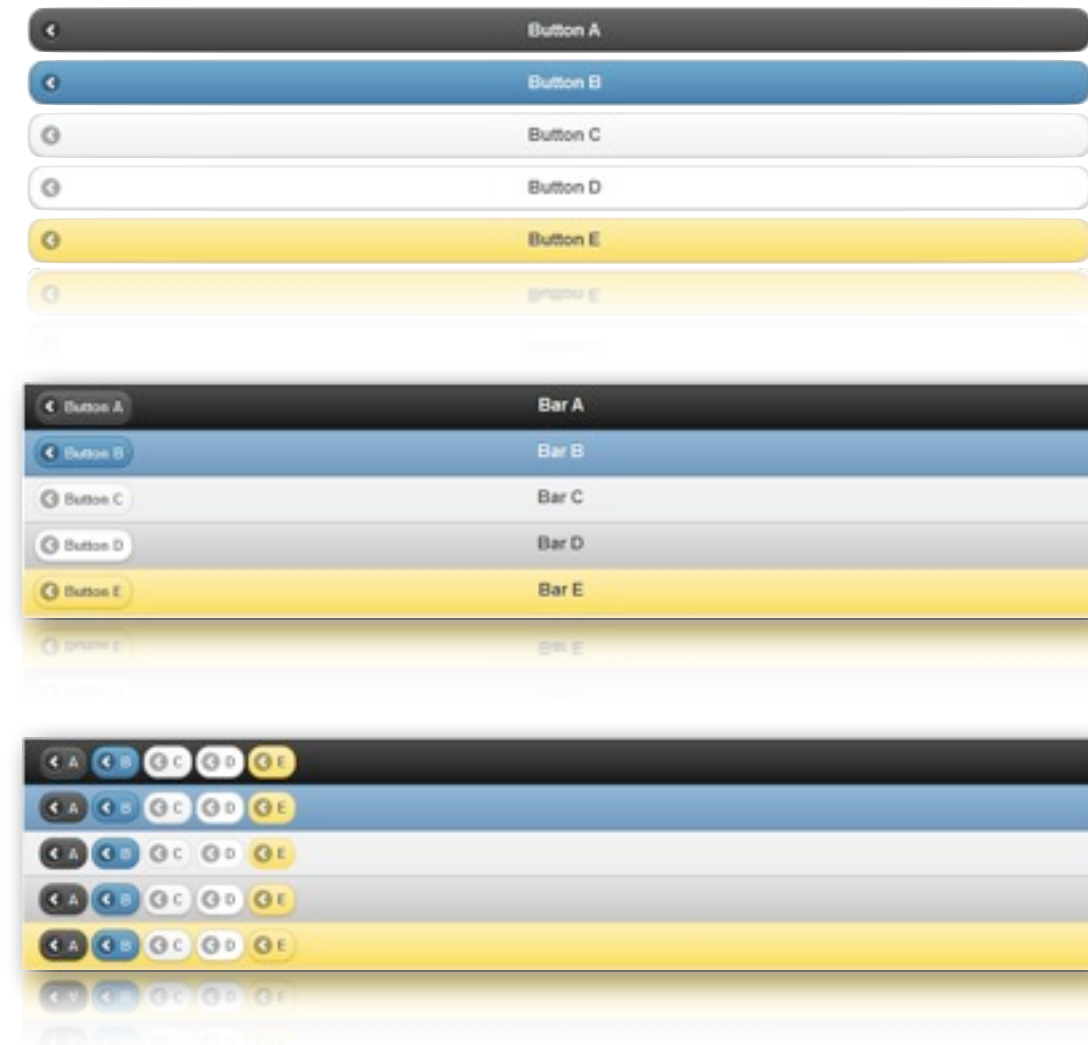 Button A
Button B
Button C
Button D
Button E
Button A Bar A
Button B Bar B
Button C Bar C
Button D Bar D
Button E Bar E
A B C D E
A B C D E
A B C D E
A B C D E
A B C D E